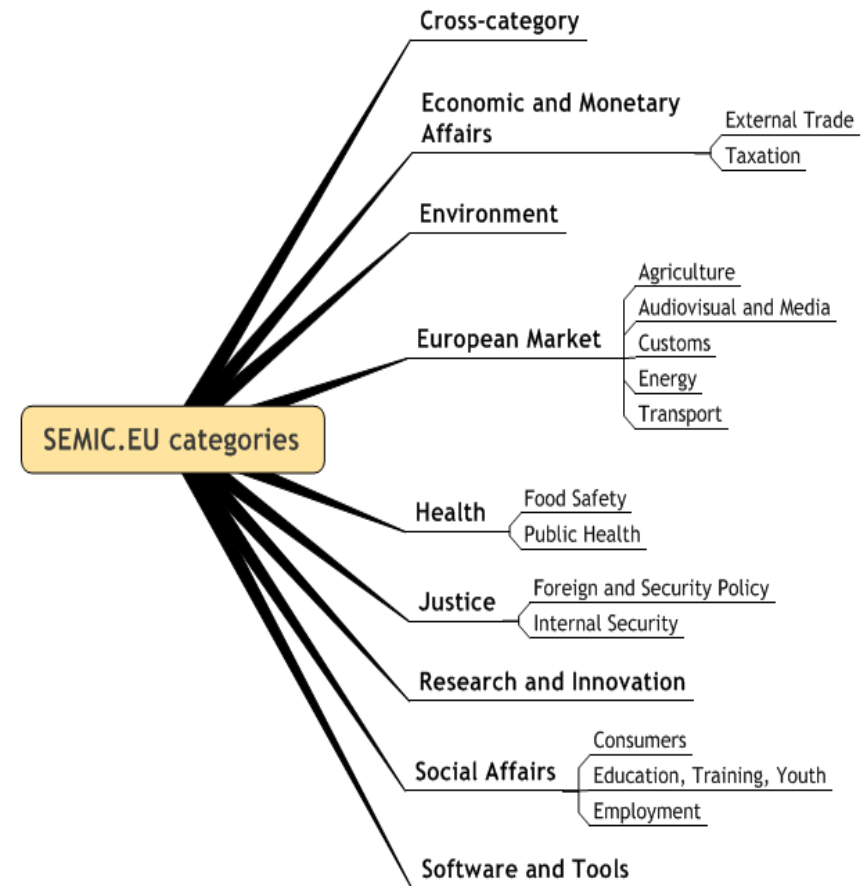 Cross-category
Economic and Monetary
Affairs
External Trade
Taxation
Environment
European Market
Agriculture
Audiovisual and Media
Customs
Energy
Transport
SEMIC.EU categories
Health
Food Safety
Public Health
Justice
Foreign and Security Policy
Internal Security
Research and Innovation
Social Affairs
Consumers
Education, Training, Youth
Employment
Software and Tools